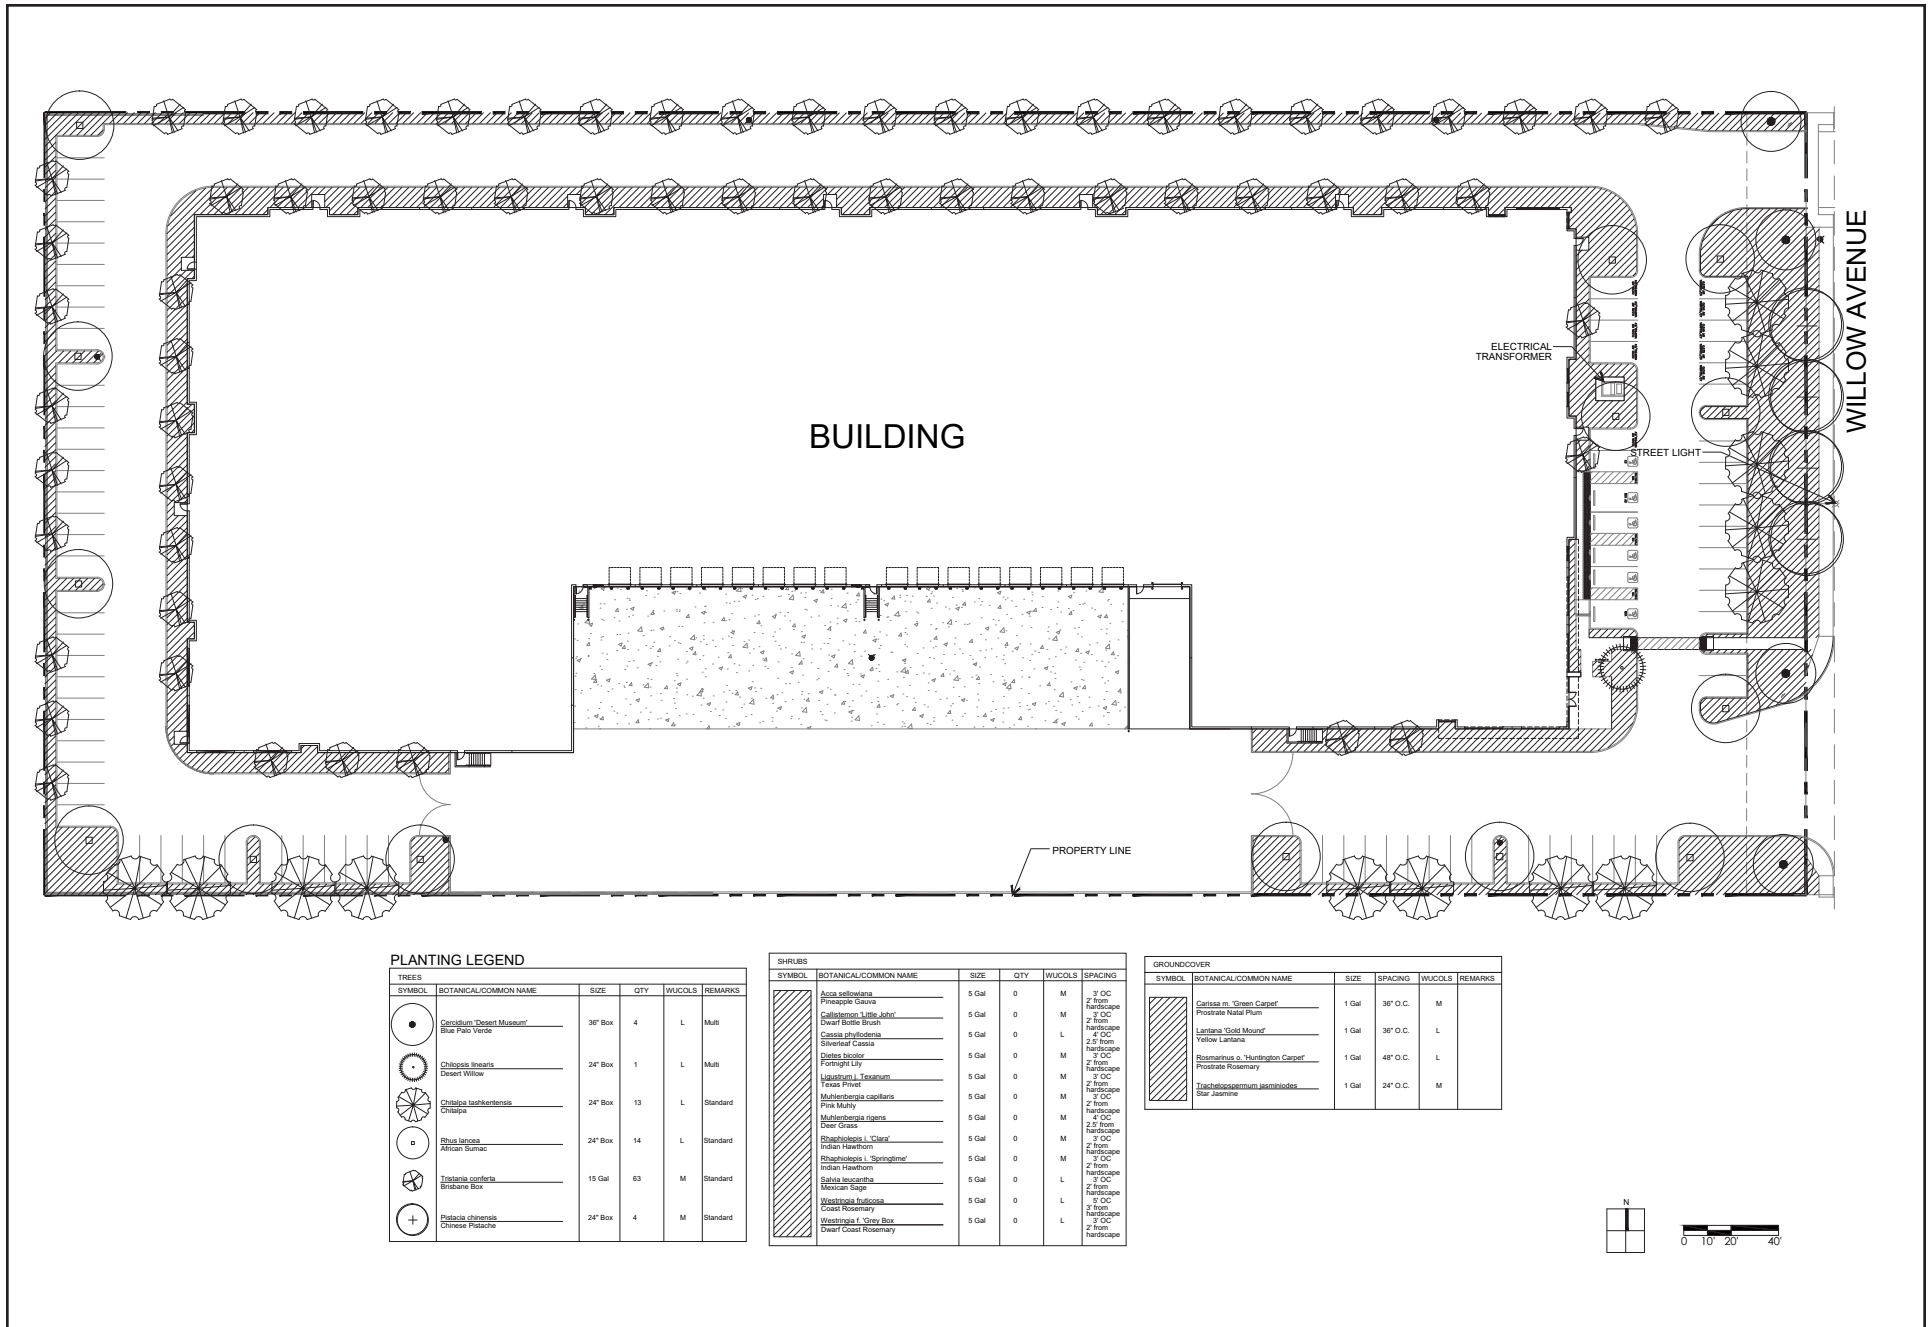 WILLOW AVENUE
ELECTRICAL
TRANSFORMER
BUILDING
STREET LIGHT
PROPERTY LINE
PLANTING LEGEND
TREES
SYMBOL BOTANICAL/COMMON NAME SIZE QTY WUCOLS REMARKS
Cercidium 'Desert Museum' 36" Box 4 L Multi
Blue Palo Verde
Chilopsis linearis 24" Box 1 L Multi
Desert Willow
Chitalpa tashkentensis 24" Box 13 L Standard
Chitalpa
Rhus lancea 24" Box 14 L Standard
African Sumac
Tristania conferta 15 Gal 63 M Standard
Brisbane Box
Pistacia chinensis 24" Box 4 M Standard
Chinese Pistache
SHRUBS
SYMBOL BOTANICAL/COMMON NAME SIZE QTY WUCOLS SPACING
Acca sellowiana 5 Gal 0 M 3' OC
Pineapple Gauva 2' from
hardscape
Callistemon 'Little John' 5 Gal 0 M 3' OC
Dwarf Bottle Brush 2' from
hardscape
Cassia phyllodenia 5 Gal 0 L 4' OC
Silverleaf Cassia 2.5' from
hardscape
Dietes bicolor 5 Gal 0 M 3' OC
Fortnight Lily 2' from
hardscape
Ligustrum j. Texanum 5 Gal 0 M 3' OC
Texas Privet 2' from
hardscape
Muhlenbergia capillaris 5 Gal 0 M 3' OC
Pink Muhly 2' from
hardscape
Muhlenbergia rigens 5 Gal 0 M 4' OC
Deer Grass 2.5' from
hardscape
Rhaphiolepis i. 'Clara' 5 Gal 0 M 3' OC
Indian Hawthorn 2' from
hardscape
Rhaphiolepis i. 'Springtime' 5 Gal 0 M 3' OC
Indian Hawthorn 2' from
hardscape
Salvia leucantha 5 Gal 0 L 3' OC
Mexican Sage 2' from
hardscape
Westringia fruticosa 5 Gal 0 L 5' OC
Coast Rosemary 3' from
hardscape
Westringia f. 'Grey Box 5 Gal 0 L 3' OC
Dwarf Coast Rosemary 2' from
hardscape
GROUNDCOVER
SYMBOL BOTANICAL/COMMON NAME SIZE SPACING WUCOLS REMARKS
Carissa m. 'Green Carpet' 1 Gal 36" O.C. M
Prostrate Natal Plum
Lantana 'Gold Mound' 1 Gal 36" O.C. L
Yellow Lantana
Rosmarinus o. 'Huntington Carpet' 1 Gal 48" O.C. L
Prostrate Rosemary
Trachelospermum jasminiodes 1 Gal 24" O.C. M
Star Jasmine
N
0 10' 20' 40'